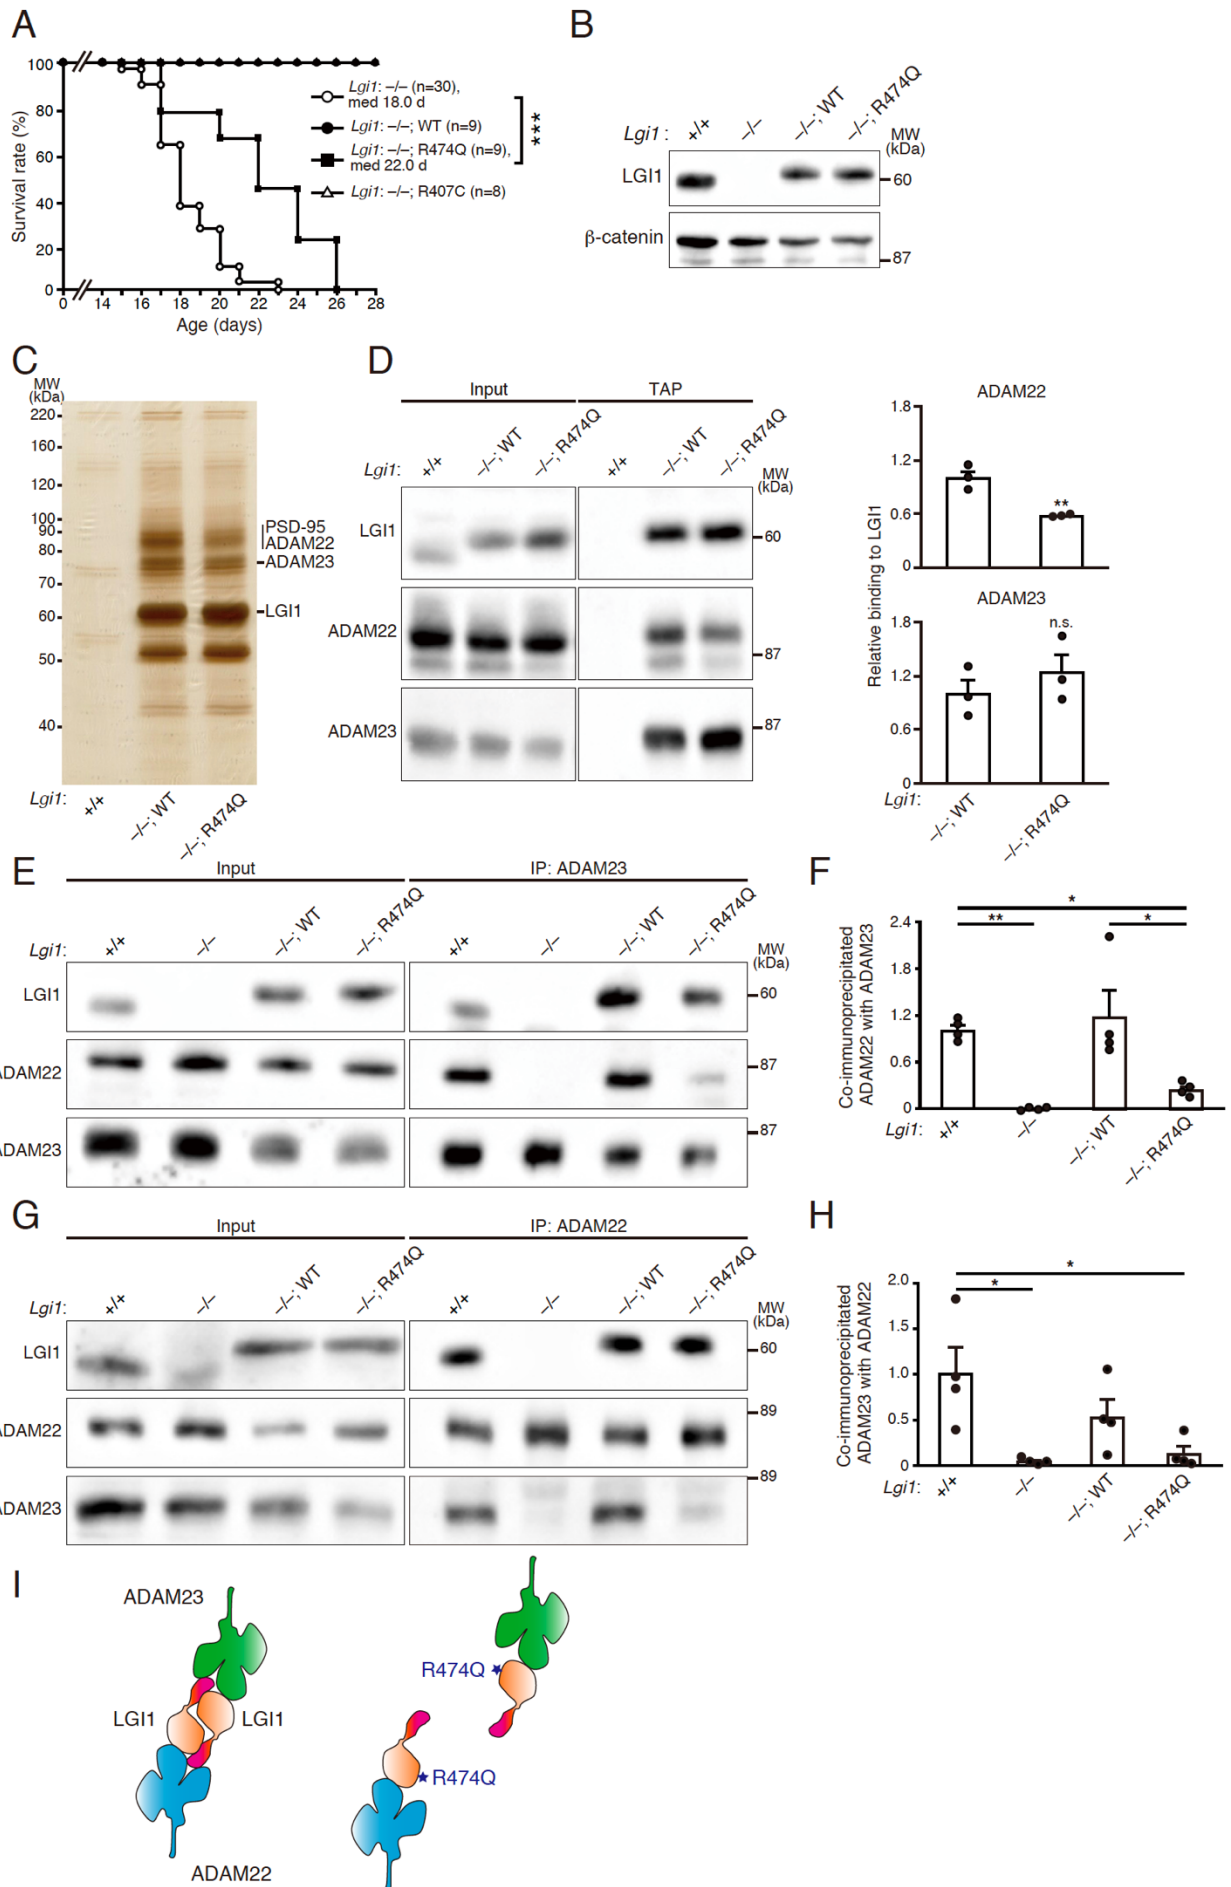 A
Survival rate (%)
100
80
60
40
20
0
0 14 16 18 20 22 24 26 28
Age (days)
Lgi1: –/– (n=30),
med 18.0 d
Lgi1: –/–; WT (n=9)
Lgi1: –/–; R474Q (n=9),
med 22.0 d
Lgi1: –/–; R407C (n=8)
***
B
Lgi1 : +/+ –/– –/–; WT –/–; R474Q
MW
(kDa)
LGI1
60
β-catenin
87
C
MW
(kDa)
220
160
120
100
90
80
70
60
50
40
PSD-95
ADAM22
ADAM23
LGI1
Lgi1: +/+ –/–; WT –/–; R474Q
D
Input TAP
Lgi1: +/+ –/–; WT –/–; R474Q +/+ –/–; WT –/–; R474Q
MW
(kDa)
LGI1
60
ADAM22
87
ADAM23
87
Relative binding to LGI1
ADAM22
1.8
1.2
0.6
0
**
ADAM23
1.8
1.2
0.6
0
n.s.
Lgi1: –/–; WT –/–; R474Q
E
Input IP: ADAM23
Lgi1: +/+ –/– –/–; WT –/–; R474Q +/+ –/– –/–; WT –/–; R474Q
MW
(kDa)
LGI1
60
ADAM22
87
ADAM23
87
F
Co-immunoprecipitated
ADAM22 with ADAM23
2.4
1.8
1.2
0.6
0
*
** *
Lgi1: +/+ –/– –/–; WT –/–; R474Q
G
Input IP: ADAM22
Lgi1: +/+ –/– –/–; WT –/–; R474Q +/+ –/– –/–; WT –/–; R474Q
MW
(kDa)
LGI1
60
ADAM22
89
ADAM23
89
H
Co-immunoprecipitated
ADAM23 with ADAM22
2.0
1.5
1.0
0.5
0
*
*
Lgi1: +/+ –/– –/–; WT –/–; R474Q
I
ADAM23
LGI1 LGI1
ADAM22
R474Q
R474Q